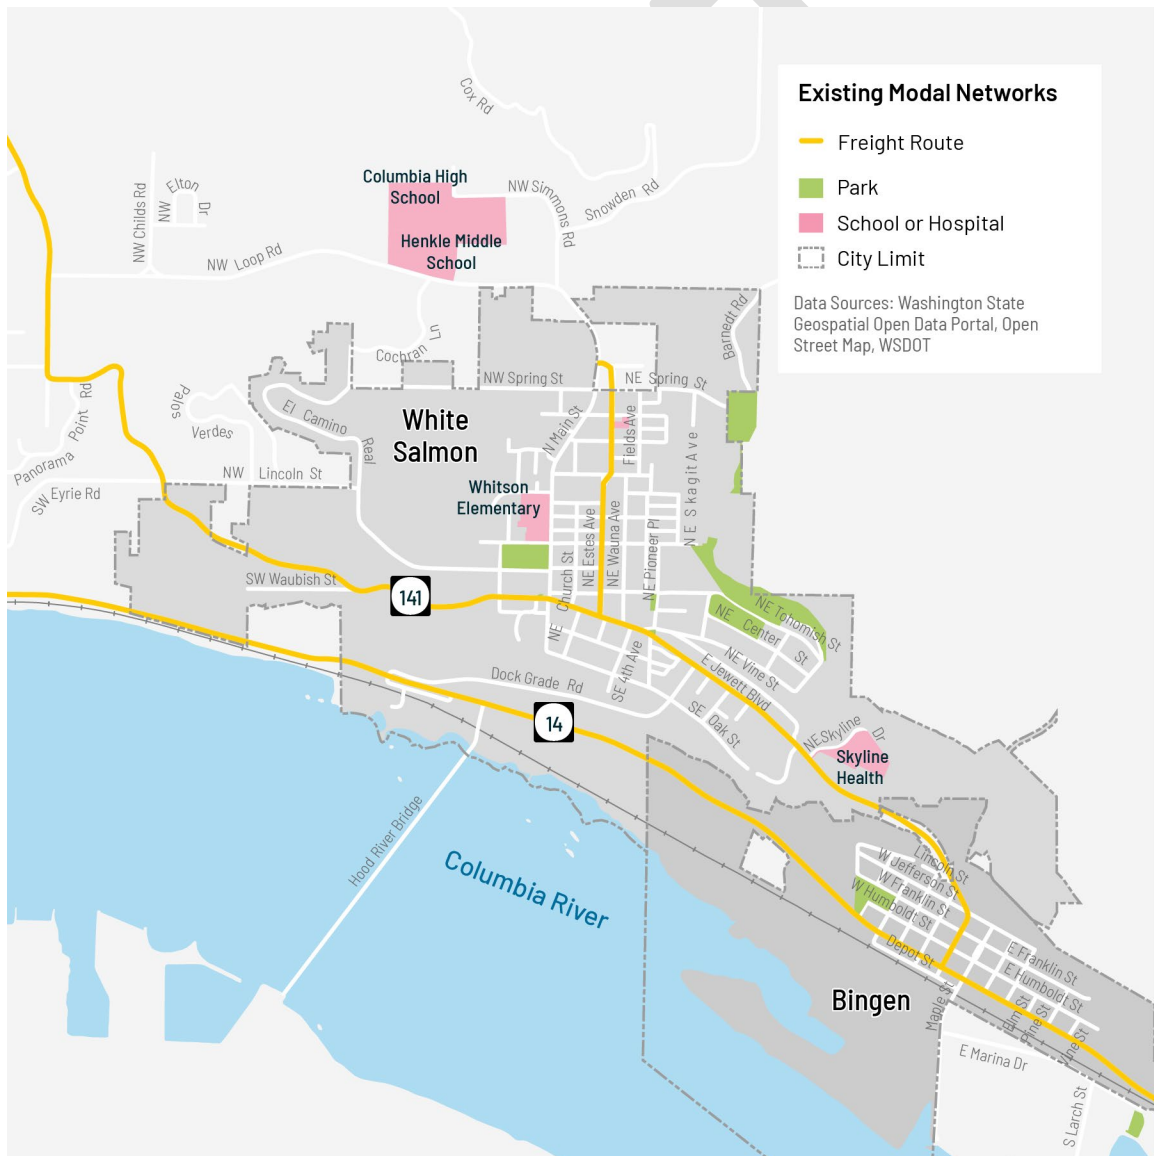 Existing Modal Networks
Freight Route
Park
School or Hospital
City Limit
Data Sources: Washington State
Geospatial Open Data Portal, Open
Street Map, WSDOT
Cox Rd
Columbia High
School
NW Simmons Rd
Snowden Rd
NW Childs Rd
NW Elton Dr
Henkle Middle
School
NW Loop Rd
Barnedt Rd
Cochran Ln
NW Spring St
NE Spring St
Palos Verdes
El Camino Real
White
Salmon
N Main St
Fields Ave
Panorama Point Rd
NW Lincoln St
SW Eyrie Rd
Whitson
Elementary
NE Skagit Ave
NE Estes Ave
NE Wauna Ave
NE Pioneer Pl
NE Church St
SW Waubish St
141
NE Tohomish St
NE Center St
NE Vine St
SE 4th Ave
E Jewett Blvd
Dock Grade Rd
SE Oak St
14
NE Skyline Dr
Skyline
Health
Hood River Bridge
Columbia River
Lincoln St
W Jefferson St
W Franklin St
W Humboldt St
Depot St
E Franklin St
E Humboldt St
Bingen
Maple St
Elm St
Pine St
Vine St
E Marina Dr
S Larch St